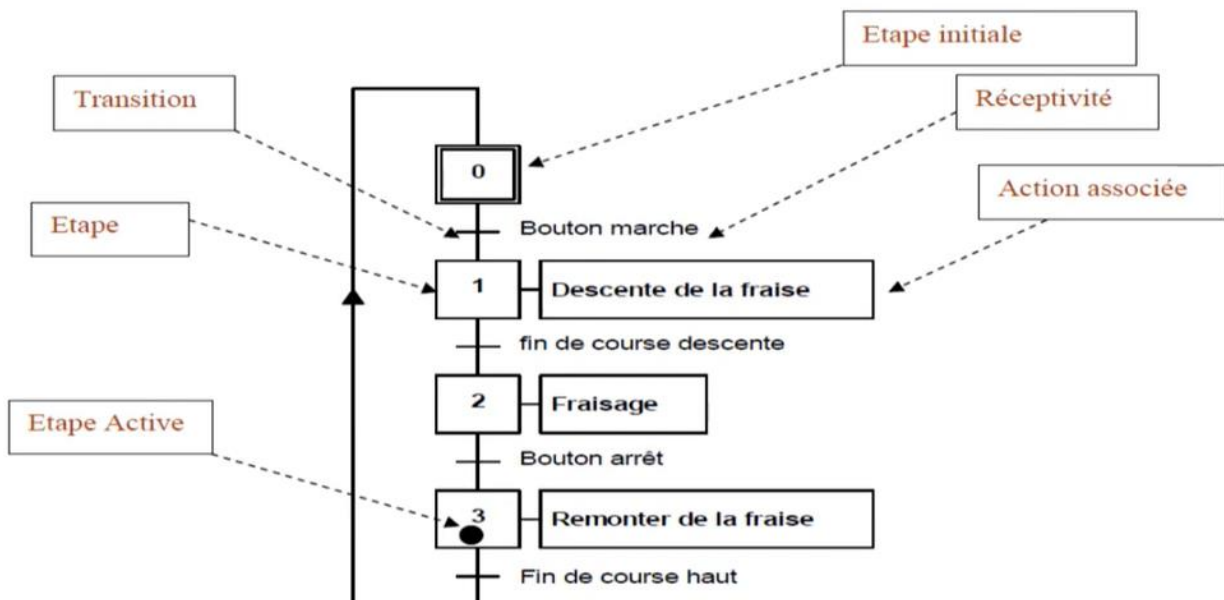 Etape initiale
Transition
Réceptivité
0
Action associée
Etape
Bouton marche
1
Descente de la fraise
fin de course descente
2
Fraisage
Etape Active
Bouton arrêt
3
Remonter de la fraise
Fin de course haut